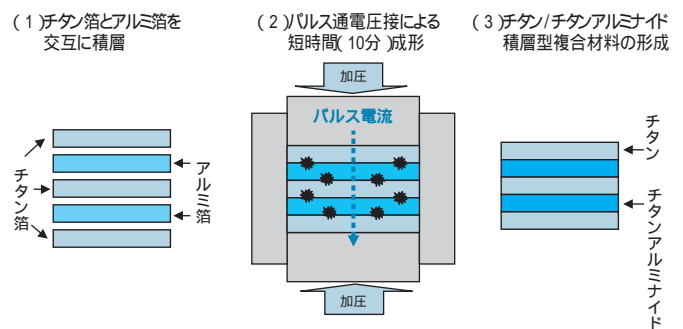 (1)チタン箔とアルミ箔を
交互に積層
(2)パルス通電圧接による
短時間(10分)成形
(3)チタン/チタンアルミナイド
積層型複合材料の形成
チタン箔
アルミ箔
加圧
パルス電流
加圧
チタン
チタンアルミナイド